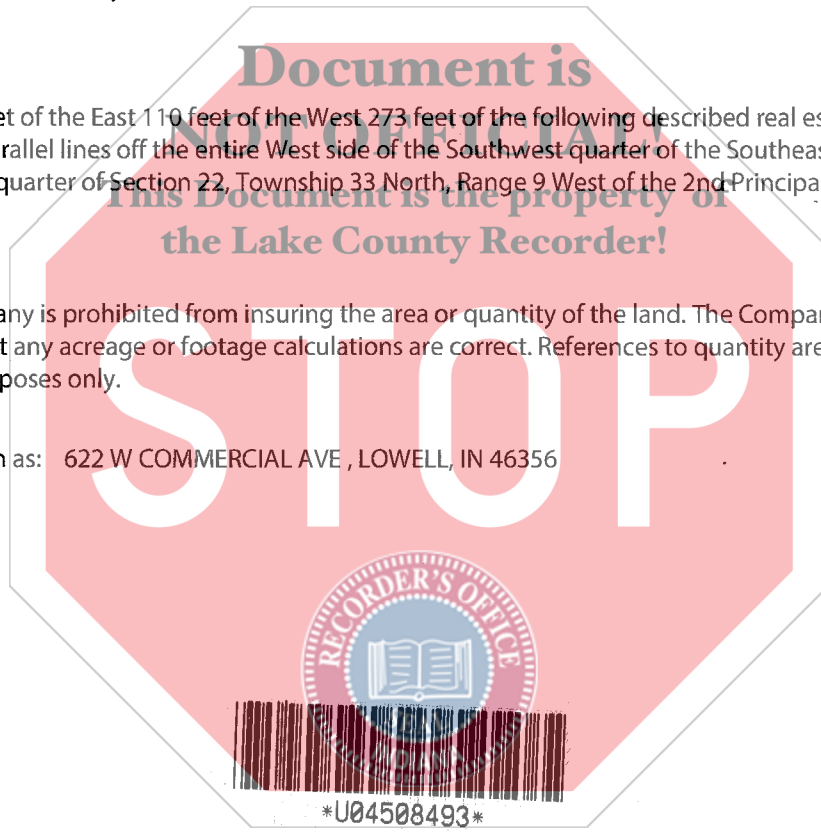 Document is
et of the East 110 feet of the West 273 feet of the following described real es
NOT OFFICIAL!
rallel lines off the entire West side of the Southwest quarter of the Southeas
quarter of Section 22, Township 33 North, Range 9 West of the 2nd Principa
This Document is the property of
the Lake County Recorder!
any is prohibited from insuring the area or quantity of the land. The Compar
t any acreage or footage calculations are correct. References to quantity are
poses only.
STOP
n as: 622 W COMMERCIAL AVE , LOWELL, IN 46356
RECORDER'S OFFICE
INDIANA
*U04508493*